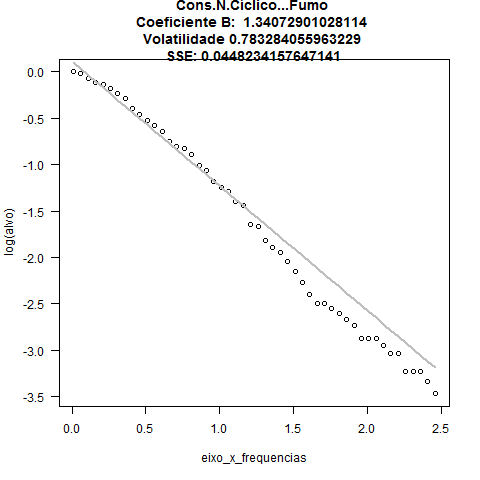 Cons.N.Ciclico...Fumo
Coeficiente B:  1.34072901028114
Volatilidade 0.783284055963229
SSE: 0.0448234157647141
0.0
-0.5
-1.0
-1.5
-2.0
-2.5
-3.0
-3.5
log(alvo)
0.0 0.5 1.0 1.5 2.0 2.5
eixo_x_frequencias